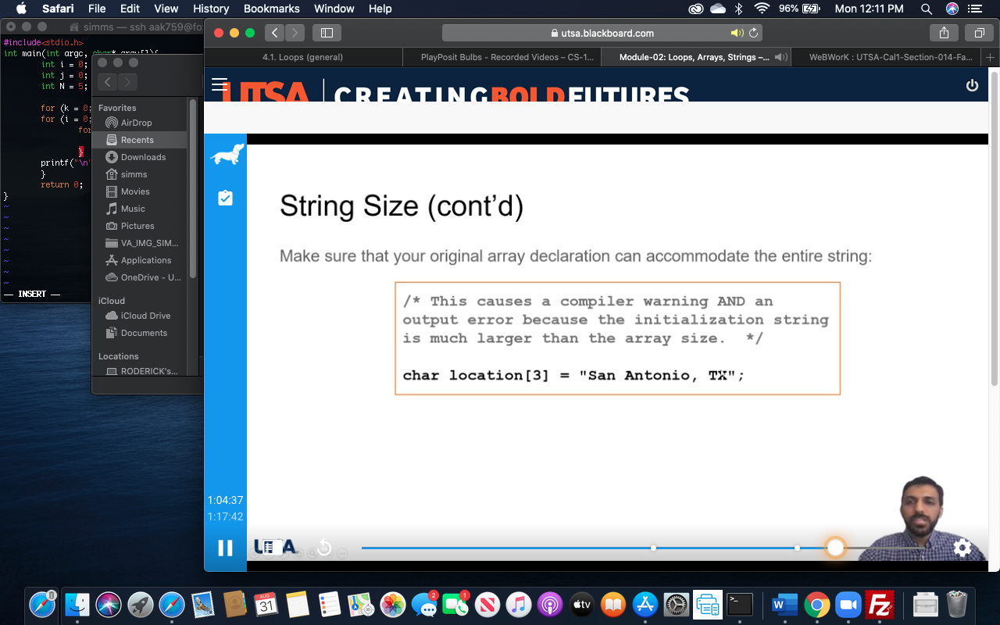 Safari File Edit View History Bookmarks Window Help
96% Mon 12:11 PM
simms — ssh aak759@fo
#include<stdio.h>
int main(int argc, char* argv[]){
int i = 0;
int j = 0;
int N = 5;
for (k = 0;
for (i = 0;
for
}
printf("\n"
}
return 0;
}
~
~
~
~
~
~
~
~
-- INSERT --
Favorites
AirDrop
Recents
Downloads
simms
Movies
Music
Pictures
VA_IMG_SIM...
Applications
OneDrive - U...
iCloud
iCloud Drive
Documents
Locations
RODERICK's...
utsa.blackboard.com
4.1. Loops (general)
PlayPosit Bulbs - Recorded Videos – CS-1...
Module-02: Loops, Arrays, Strings –...
WeBWorK : UTSA-Cal1-Section-014-Fa...
UTSA CREATINGBOLDFUTURES
String Size (cont’d)
Make sure that your original array declaration can accommodate the entire string:
/* This causes a compiler warning AND an
output error because the initialization string
is much larger than the array size. */
char location[3] = "San Antonio, TX";
1:04:37
1:17:42
UTSA
AUG
31
2
1
tv
W
FZ